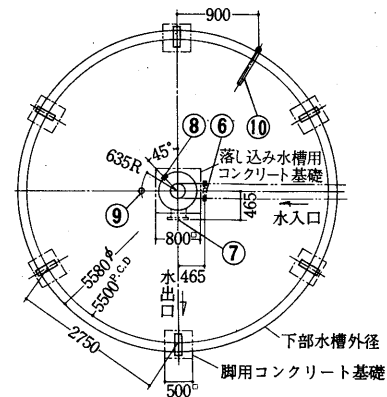 900
⑧
⑥
⑩
45°
落し込み水槽用
コンクリート基礎
635R
⑨
水入口
465
800□
⑦
465
水出口
5580φ
5500P.C.D
2750
下部水槽外径
脚用コンクリート基礎
500□